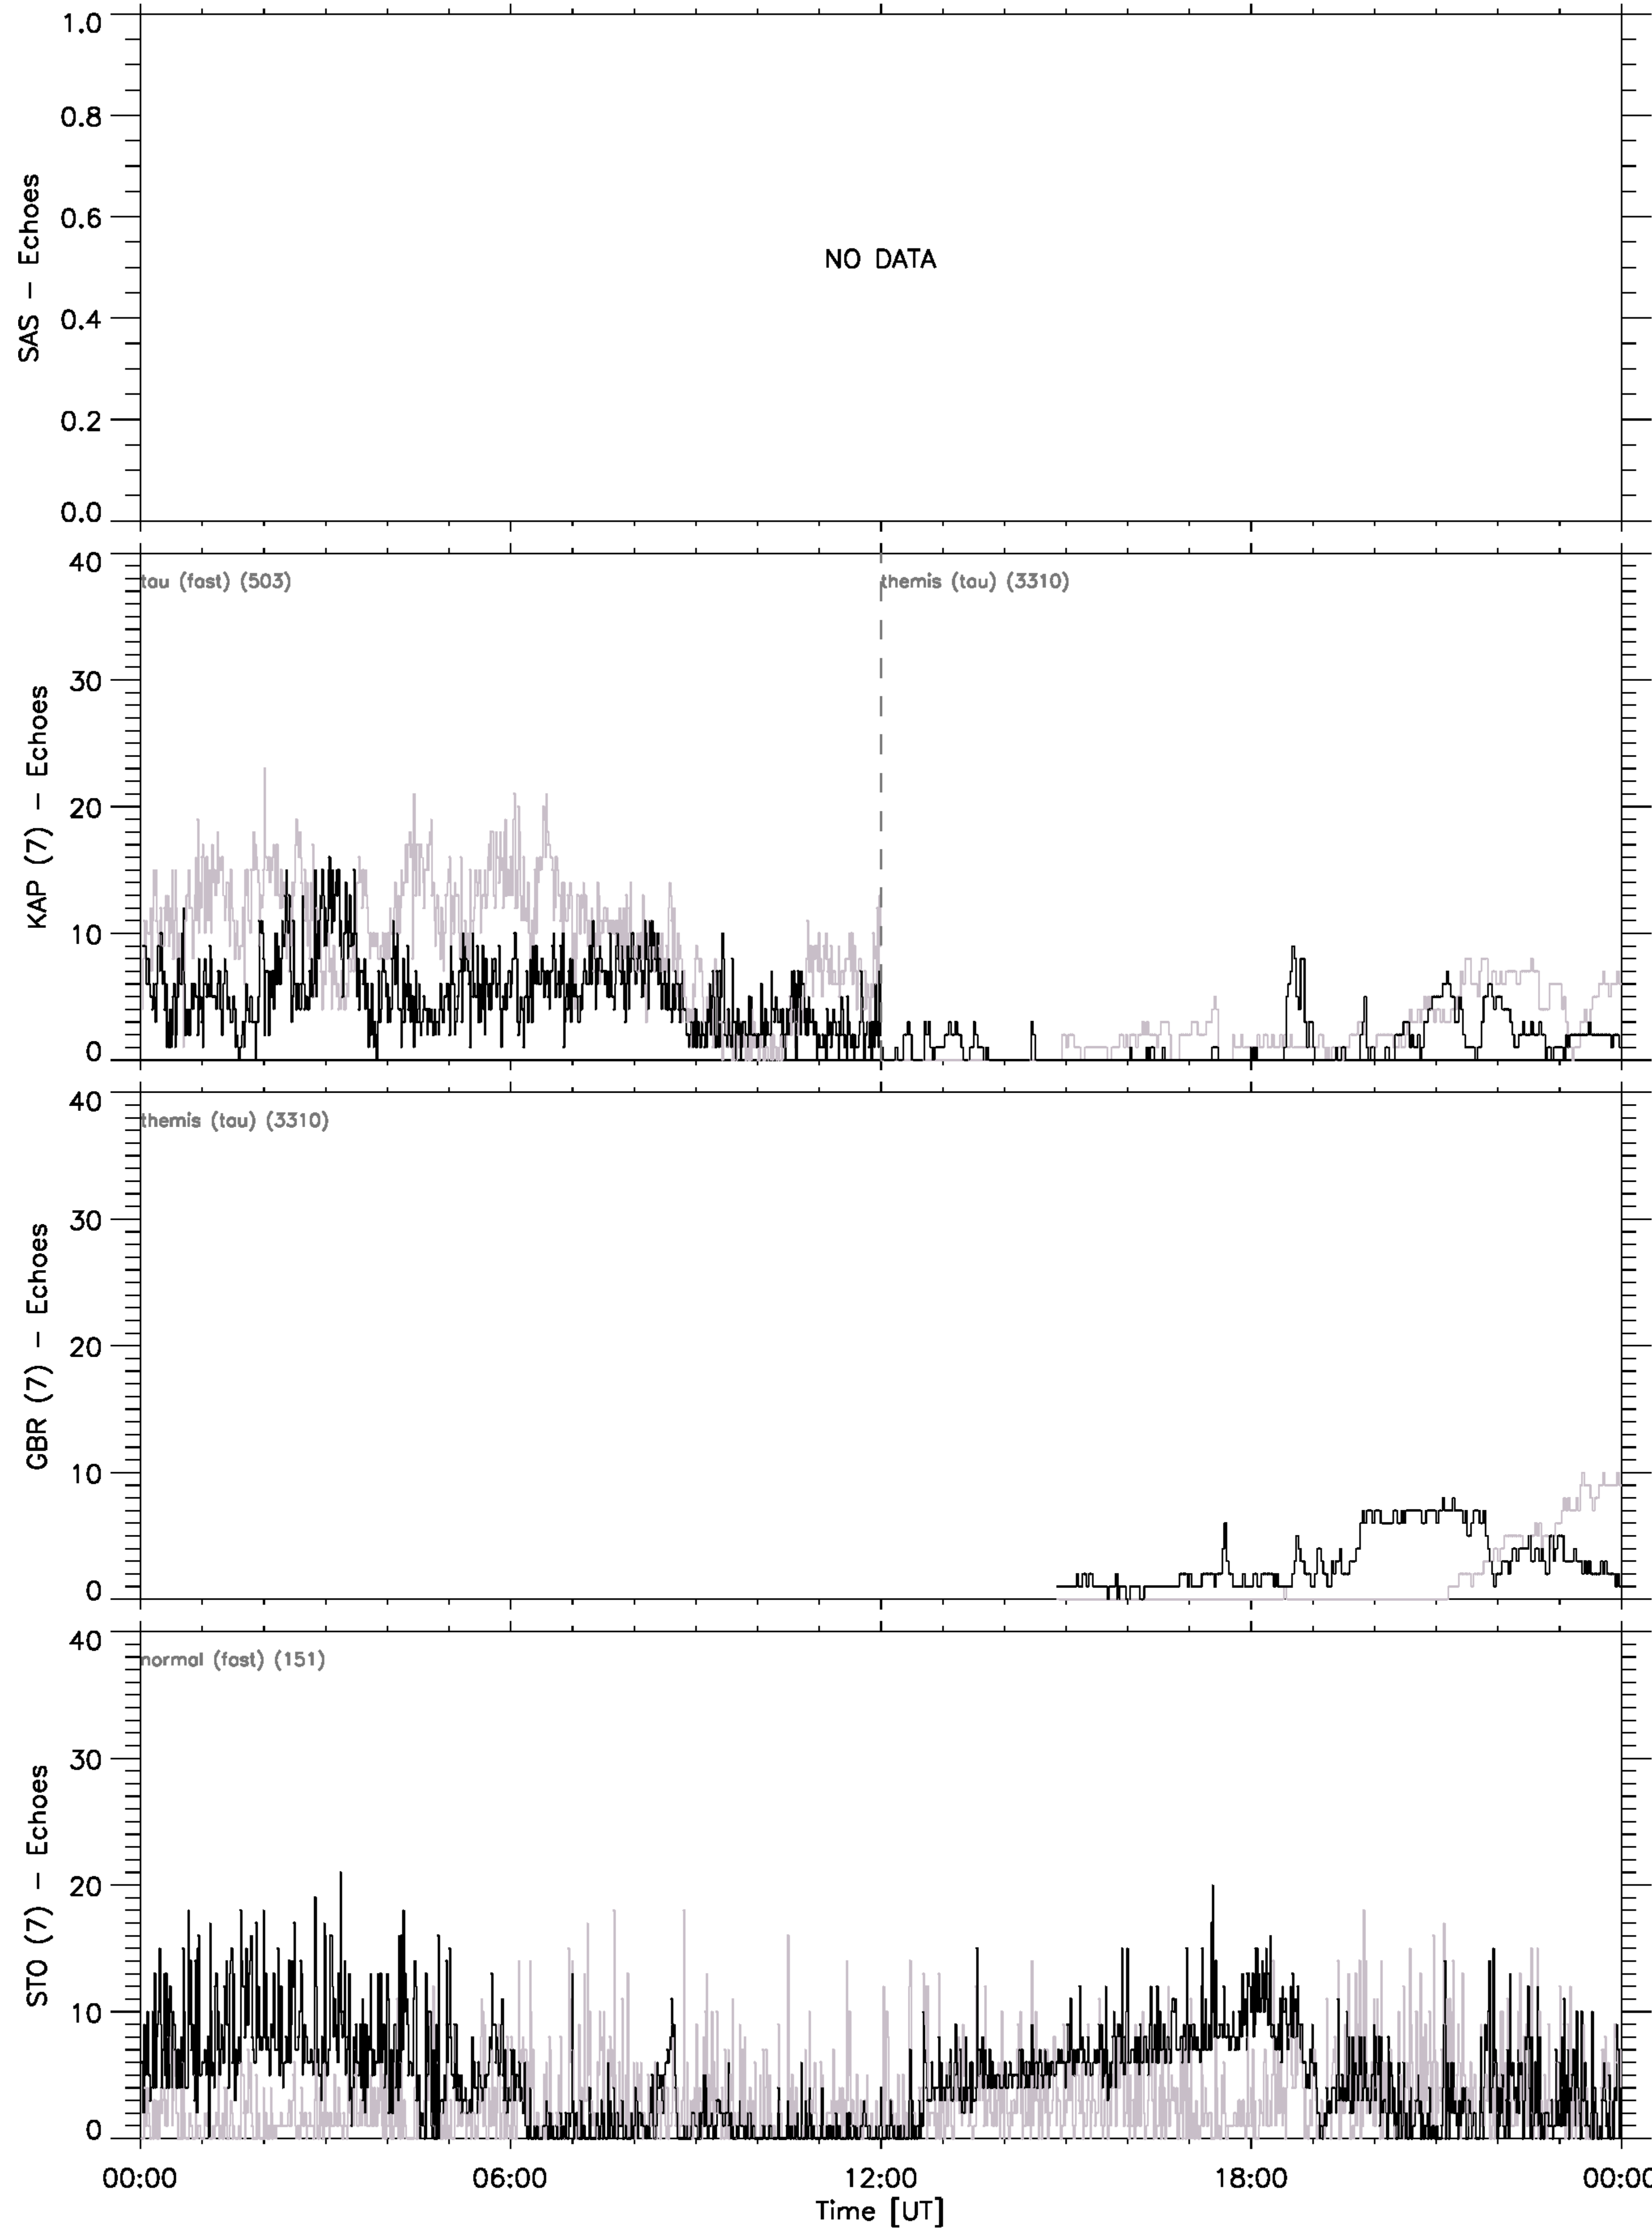 1.0
0.8
0.6
0.4
0.2
0.0
SAS – Echoes
NO DATA
40
30
20
10
0
KAP (7) – Echoes
tau (fast) (503)
themis (tau) (3310)
40
30
20
10
0
GBR (7) – Echoes
themis (tau) (3310)
40
30
20
10
0
STO (7) – Echoes
normal (fast) (151)
00:00 06:00 12:00 18:00 00:00
Time [UT]